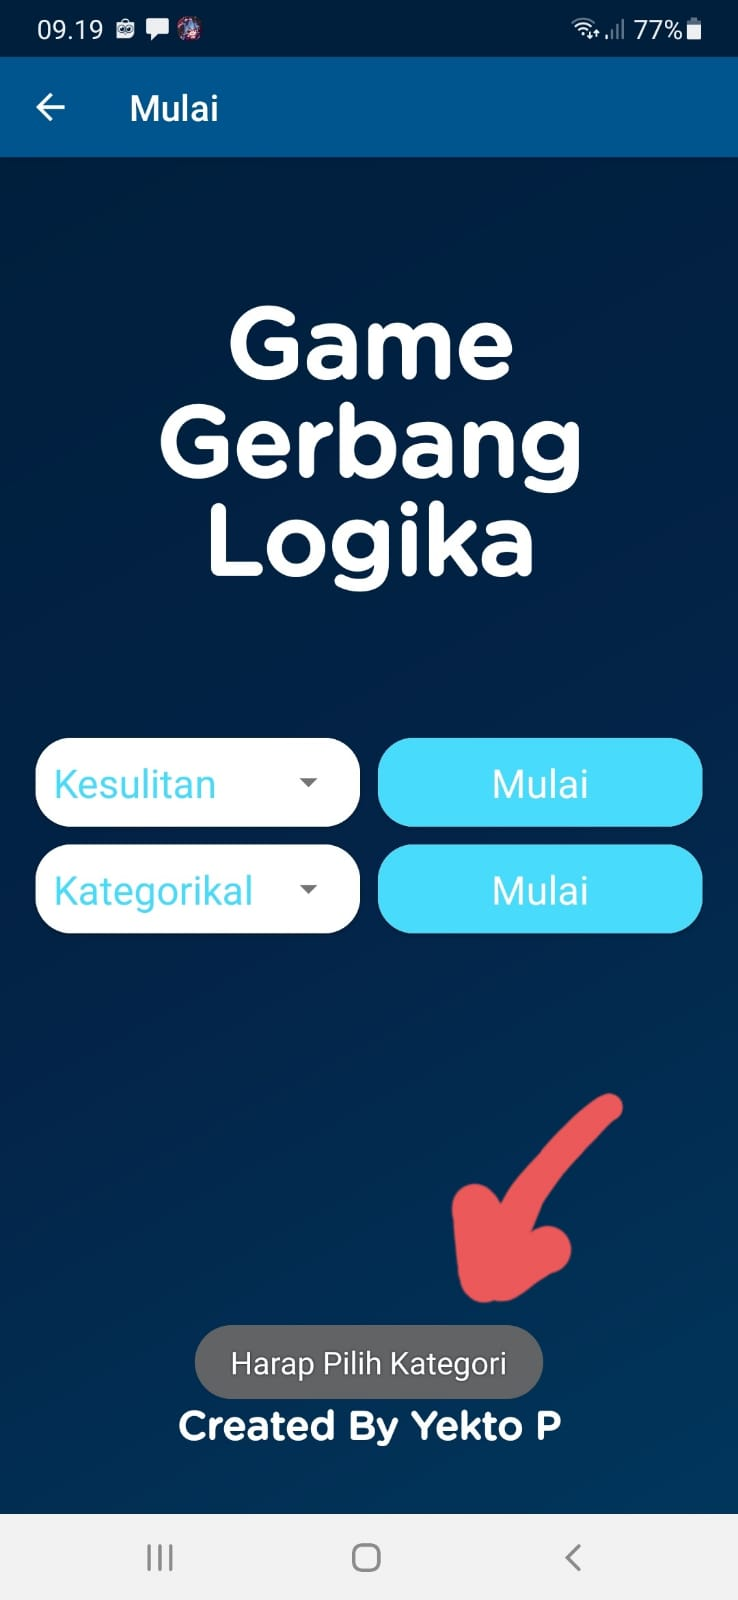 09.19
77%
Mulai
Game
Gerbang
Logika
Kesulitan
Mulai
Kategorikal
Mulai
Harap Pilih Kategori
Created By Yekto P